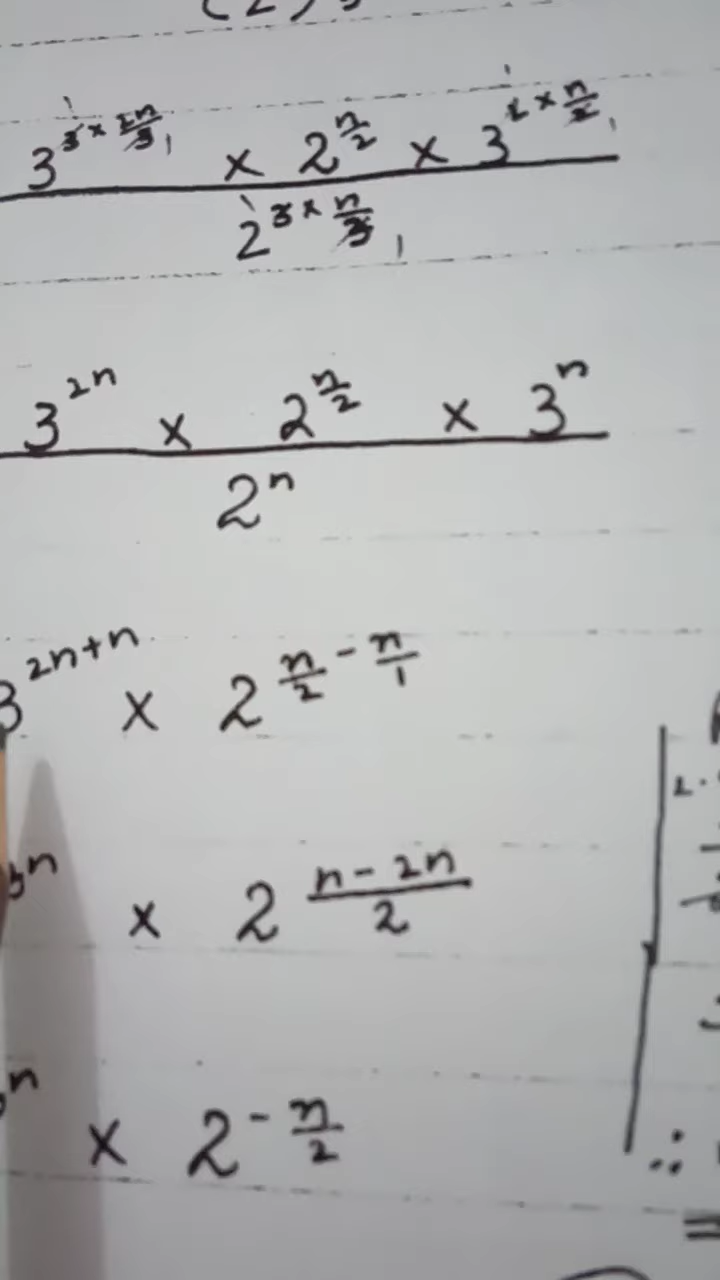 3^{3 × 2n/3} × 2^{n/2} × 3^{2 × n/2}
2^{3 × n/3}
3^{2n} × 2^{n/2} × 3^{n}
2^{n}
3^{2n+n} × 2^{n/2 - n/1}
3^{n} × 2^{(n - 2n)/2}
n × 2^{-n/2}
∴
=